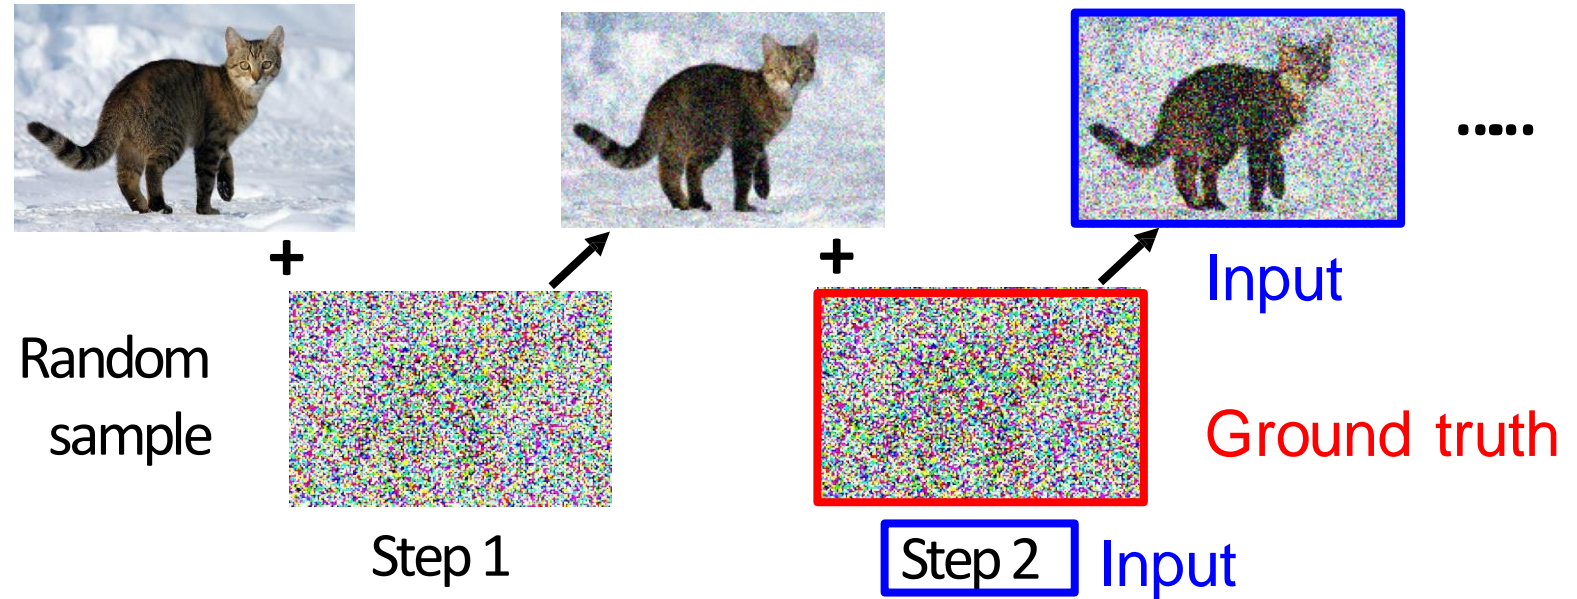 +
+
.....
Input
Random
sample
Ground truth
Step 1
Step 2
Input